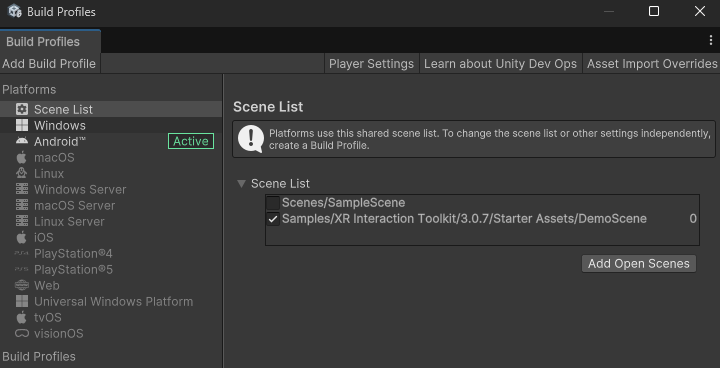 Build Profiles
Build Profiles
Add Build Profile
Player Settings
Learn about Unity Dev Ops
Asset Import Overrides
Platforms
Scene List
Windows
Android™
Active
macOS
Linux
Windows Server
macOS Server
Linux Server
iOS
PlayStation®4
PlayStation®5
Web
Universal Windows Platform
tvOS
visionOS
Build Profiles
Scene List
Platforms use this shared scene list. To change the scene list or other settings independently,
create a Build Profile.
Scene List
Scenes/SampleScene
Samples/XR Interaction Toolkit/3.0.7/Starter Assets/DemoScene 0
Add Open Scenes